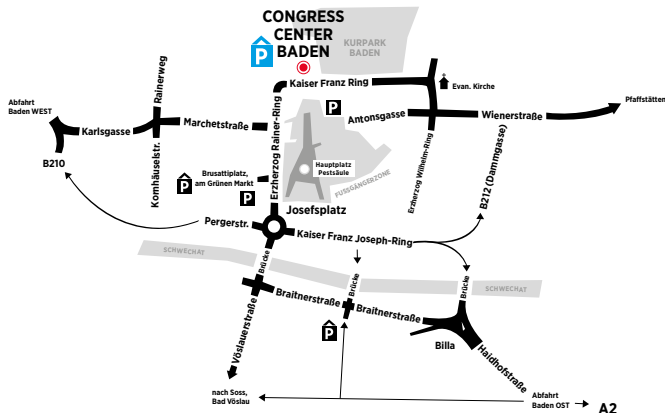 CONGRESS
CENTER
BADEN
P
KURPARK
BADEN
Kaiser Franz Ring
Evan. Kirche
Abfahrt
Baden WEST
Rainerweg
Pfaffstätten
P
Antonsgasse
Wienerstraße
Karlsgasse
Marchetstraße
Erzherzog Rainer-Ring
Erzherzog Wilhelm-Ring
B210
Kornhäuselstr.
Hauptplatz
Pestsäule
B212 (Dammgasse)
P
Brusattiplatz,
am Grünen Markt
P
FUSSGÄNGERZONE
Josefsplatz
Pergerstr.
Kaiser Franz Joseph-Ring
SCHWECHAT
Brücke
Brücke
Brücke
SCHWECHAT
Braitnerstraße
Braitnerstraße
P
Vöslauerstraße
Billa
Haidhofstraße
nach Soss,
Bad Vöslau
Abfahrt
Baden OST
A2